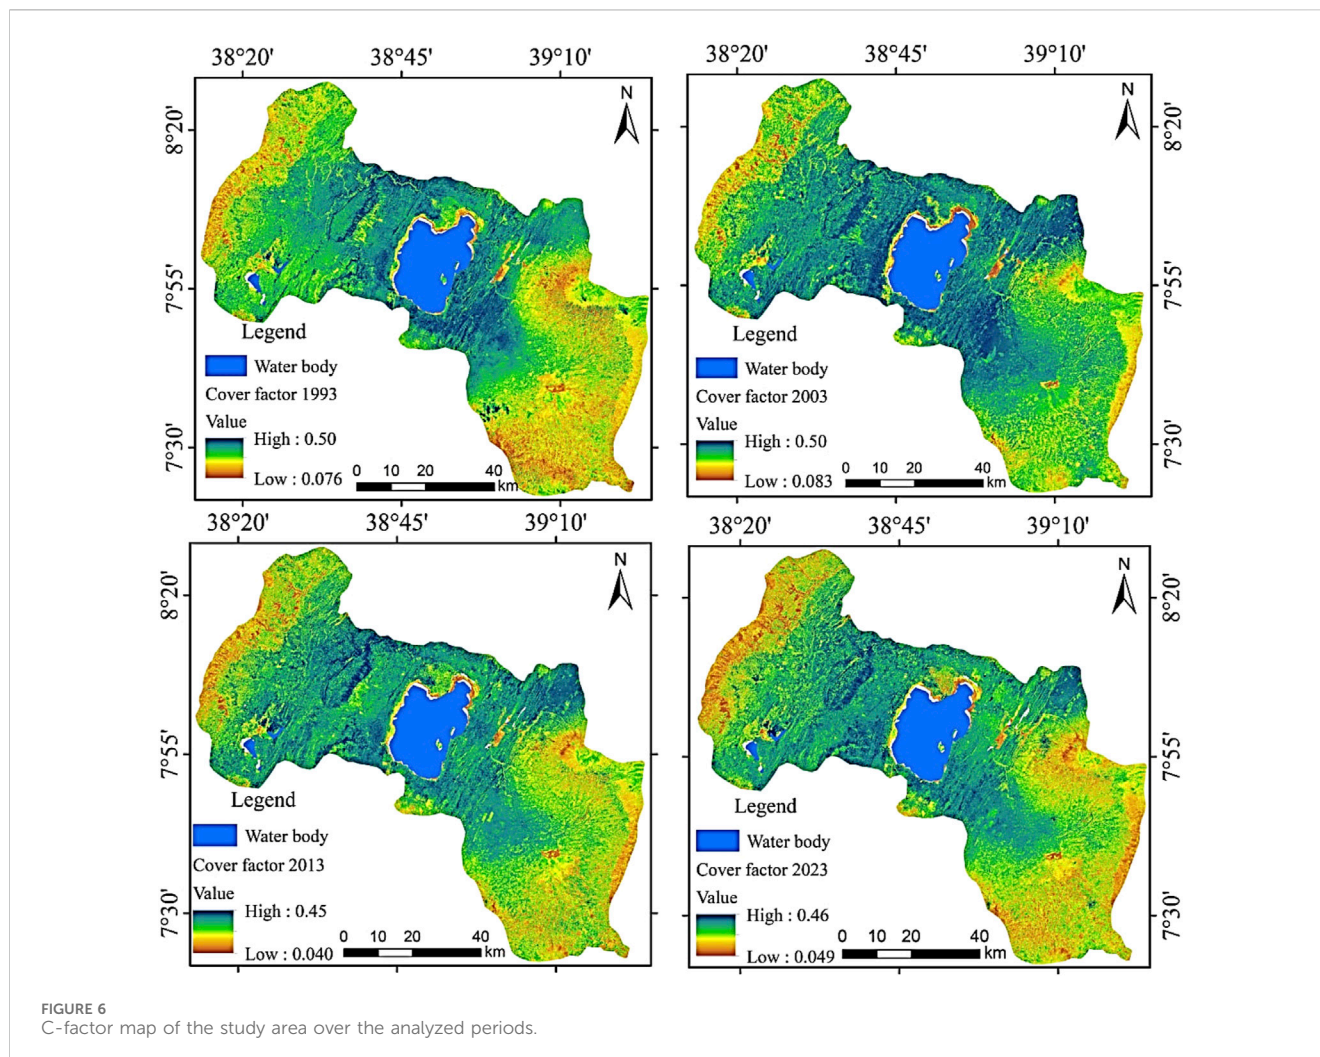 38°20' 38°45' 39°10'
38°20' 38°45' 39°10'
N
8°20'
7°55'
7°30'
Legend
Water body
Cover factor 1993
Value
High : 0.50
Low : 0.076
0 10 20 40
km
N
8°20'
7°55'
7°30'
Legend
Water body
Cover factor 2003
Value
High : 0.50
Low : 0.083
0 10 20 40
km
38°20' 38°45' 39°10'
38°20' 38°45' 39°10'
N
8°20'
7°55'
7°30'
Legend
Water body
Cover factor 2013
Value
High : 0.45
Low : 0.040
0 10 20 40
km
N
8°20'
7°55'
7°30'
Legend
Water body
Cover factor 2023
Value
High : 0.46
Low : 0.049
0 10 20 40
km
FIGURE 6
C-factor map of the study area over the analyzed periods.